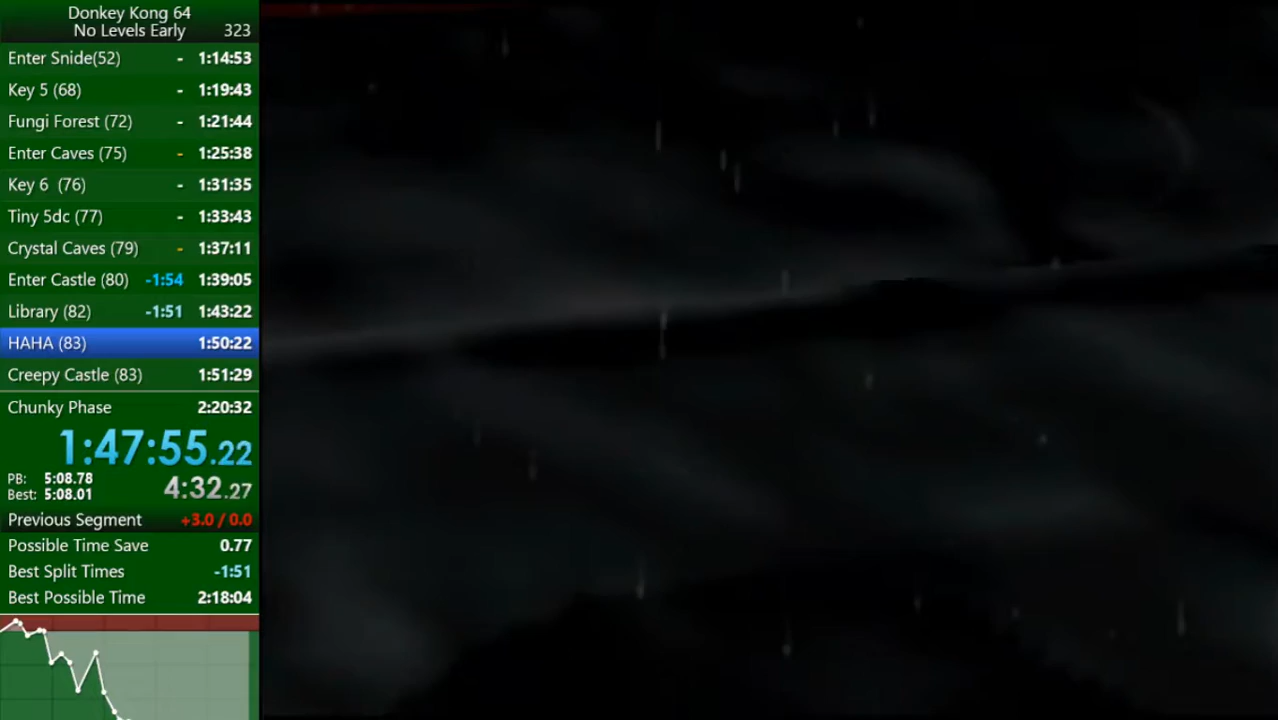 Donkey Kong 64
No Levels Early 323
Enter Snide(52) - 1:14:53
Key 5 (68) - 1:19:43
Fungi Forest (72) - 1:21:44
Enter Caves (75) - 1:25:38
Key 6 (76) - 1:31:35
Tiny 5dc (77) - 1:33:43
Crystal Caves (79) - 1:37:11
Enter Castle (80) -1:54 1:39:05
Library (82) -1:51 1:43:22
HAHA (83) 1:50:22
Creepy Castle (83) 1:51:29
Chunky Phase 2:20:32
1:47:55.22
PB: 5:08.78
Best: 5:08.01
4:32.27
Previous Segment +3.0 / 0.0
Possible Time Save 0.77
Best Split Times -1:51
Best Possible Time 2:18:04